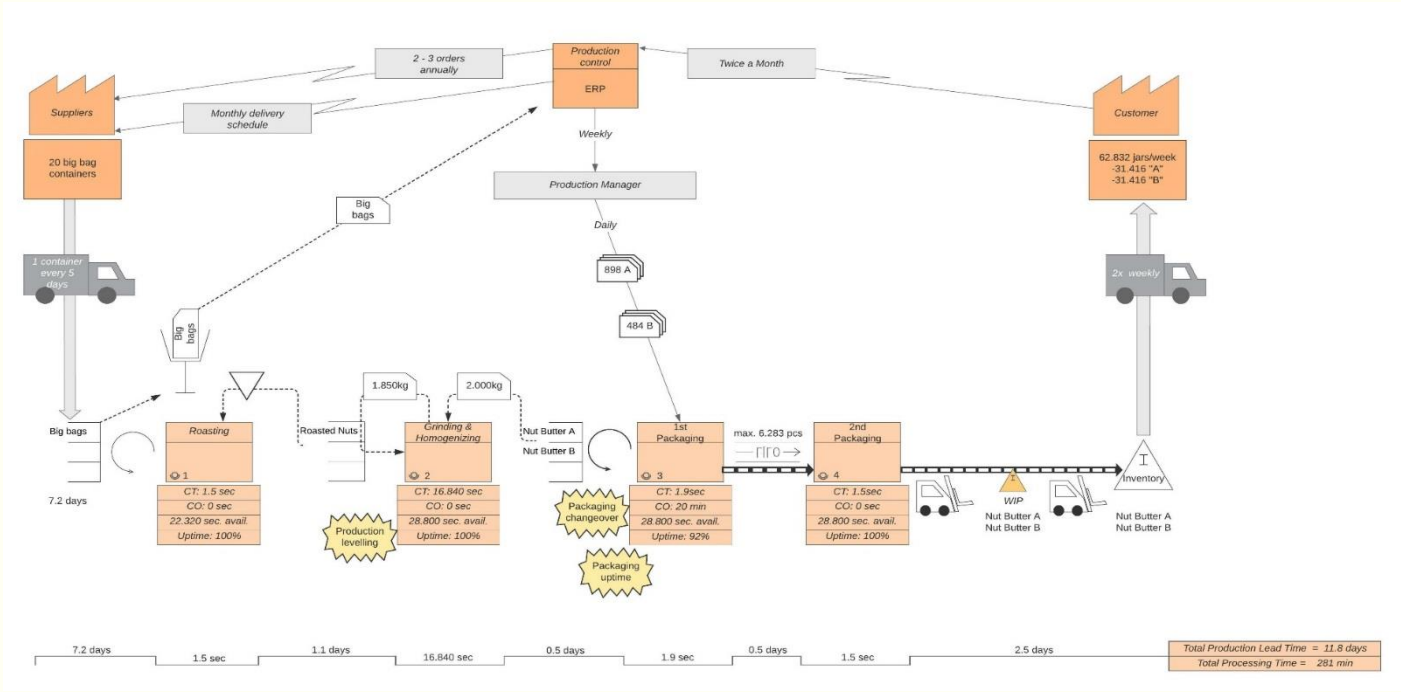 2 - 3 orders
annually
Production
control
ERP
Twice a Month
Suppliers
Monthly delivery
schedule
Customer
20 big bag
containers
Weekly
62.832 jars/week
-31.416 "A"
-31.416 "B"
Production Manager
Big
bags
Daily
1 container
every 5
days
898 A
2x weekly
Big
bags
484 B
1.850kg
2.000kg
Big bags
Roasting
Roasted Nuts
Grinding &
Homogenizing
Nut Butter A
Nut Butter B
1st
Packaging
max. 6.283 pcs
2nd
Packaging
1
2
3
4
I
Inventory
7.2 days
CT: 1.5 sec
CO: 0 sec
22.320 sec. avail.
Uptime: 100%
Production
levelling
CT: 16.840 sec
CO: 0 sec
28.800 sec. avail.
Uptime: 100%
Packaging
changeover
Packaging
uptime
CT: 1.9sec
CO: 20 min
28.800 sec. avail.
Uptime: 92%
CT: 1.5sec
CO: 0 sec
28.800 sec. avail.
Uptime: 100%
I
WIP
Nut Butter A
Nut Butter B
Nut Butter A
Nut Butter B
7.2 days
1.5 sec
1.1 days
16.840 sec
0.5 days
1.9 sec
0.5 days
1.5 sec
2.5 days
Total Production Lead Time = 11.8 days
Total Processing Time = 281 min